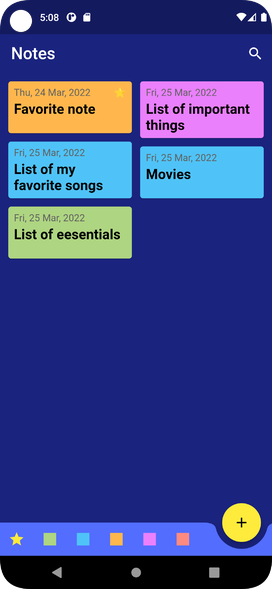 5:08
Notes
Thu, 24 Mar, 2022
Favorite note
Fri, 25 Mar, 2022
List of important
things
Fri, 25 Mar, 2022
List of my
favorite songs
Fri, 25 Mar, 2022
Movies
Fri, 25 Mar, 2022
List of eesentials
+